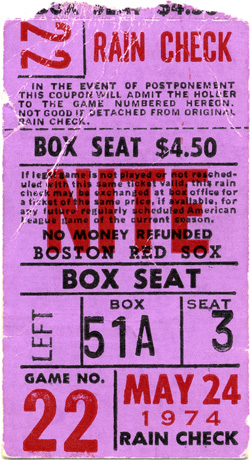 22
RAIN CHECK
IN THE EVENT OF POSTPONEMENT
THIS COUPON WILL ADMIT THE HOLDER
TO THE GAME NUMBERED HEREON.
NOT GOOD IF DETACHED FROM ORIGINAL
RAIN CHECK.
BOX SEAT $4.50
If legal game is not played or not resched-
uled with this same ticket valid, this rain
check may be exchanged at box office for
a ticket of the same price, if available, for
any future regularly scheduled American
League game of the current season.
NITE
NO MONEY REFUNDED
BOSTON RED SOX
BOX SEAT
LEFT
BOX
51A
SEAT
3
GAME NO.
22
MAY 24
1974
RAIN CHECK